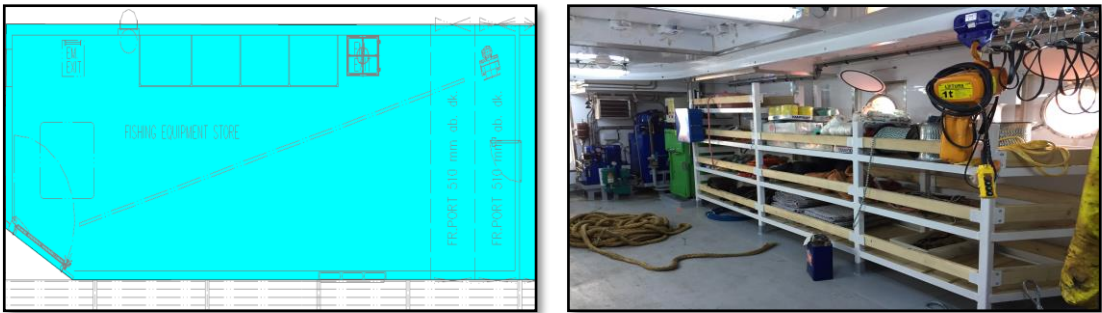 EM.
EXIT
FISHING EQUIPMENT STORE
FR.PORT 510 mm ab. dk.
FR.PORT 510 mm ab. dk.
1t